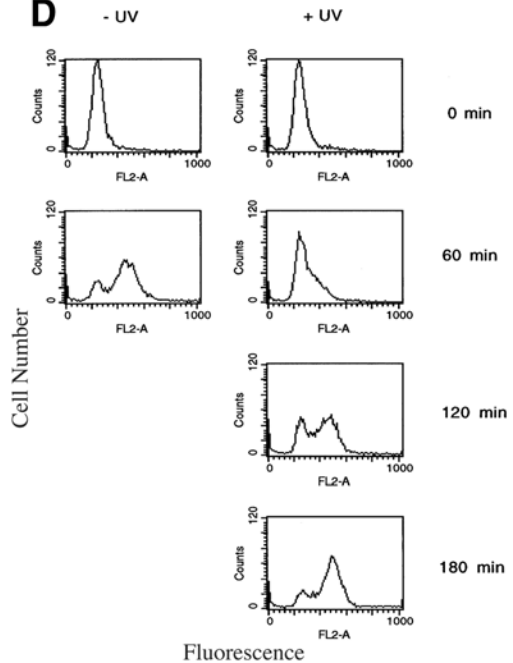 D
- UV
+ UV
120
Counts
0
0
1000
FL2-A
120
Counts
0
0
1000
FL2-A
0 min
120
Counts
0
0
1000
FL2-A
120
Counts
0
0
1000
FL2-A
60 min
Cell Number
120
Counts
0
0
1000
FL2-A
120 min
120
Counts
0
0
1000
FL2-A
180 min
Fluorescence